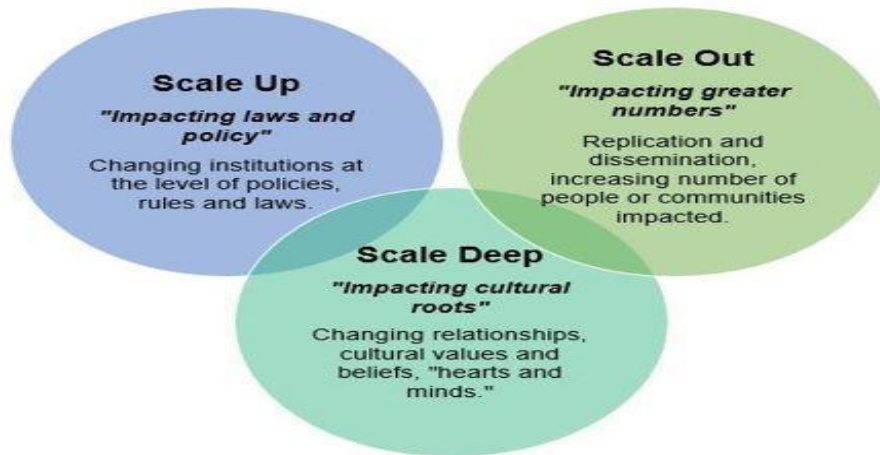 Scale Up
"Impacting laws and
policy"
Changing institutions at
the level of policies,
rules and laws.
Scale Out
"Impacting greater
numbers"
Replication and
dissemination,
increasing number of
people or communities
impacted.
Scale Deep
"Impacting cultural
roots"
Changing relationships,
cultural values and
beliefs, "hearts and
minds."